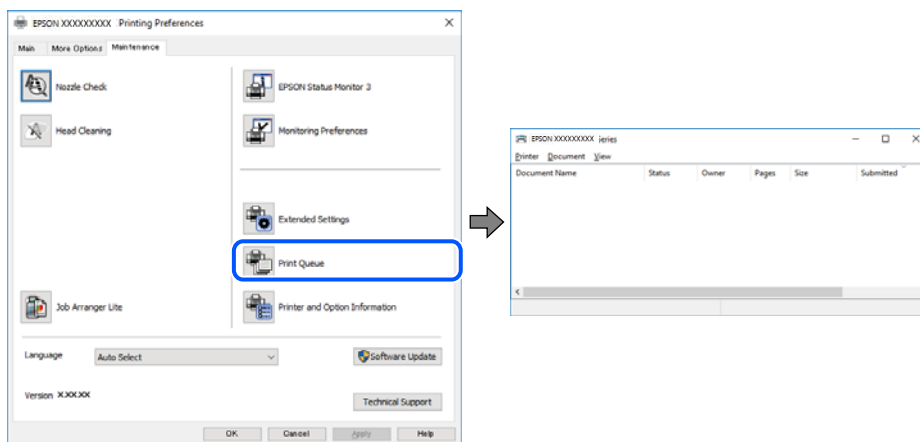 EPSON XXXXXXXXX Printing Preferences
Main More Options Maintenance
Nozzle Check
EPSON Status Monitor 3
Head Cleaning
Monitoring Preferences
Extended Settings
Print Queue
Job Arranger Lite
Printer and Option Information
Language Auto Select Software Update
Version X.XX.XX
Technical Support
OK Cancel Apply Help
EPSON XXXXXXXXX ieries
Printer Document View
Document Name Status Owner Pages Size Submitted